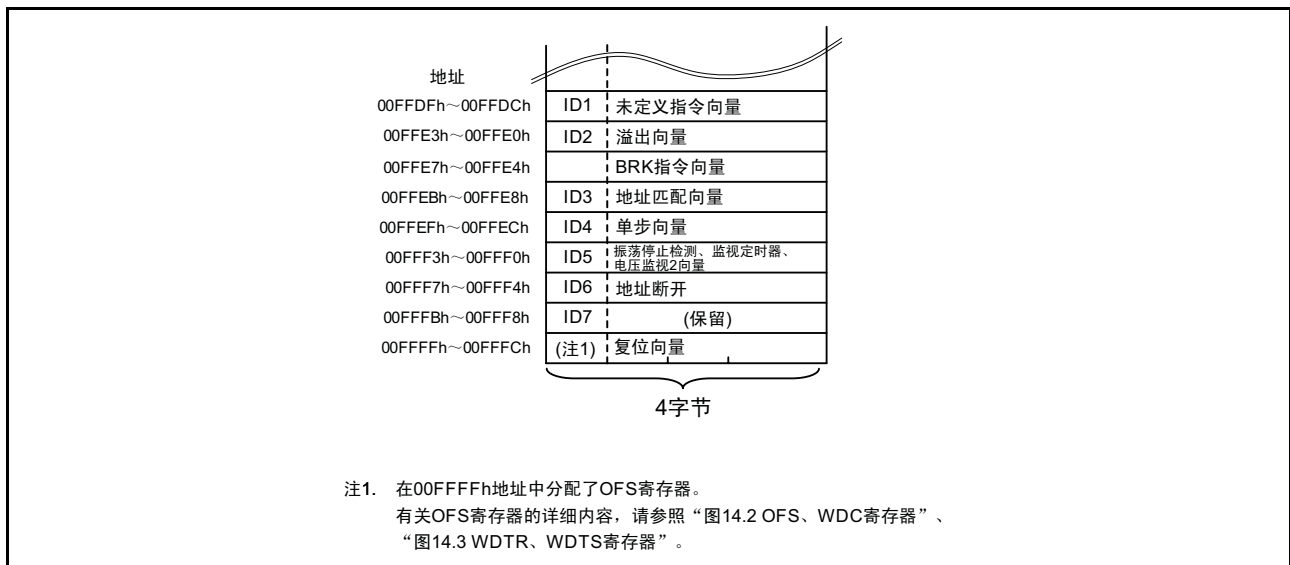 地址
00FFDFh～00FFDCh ID1 未定义指令向量
00FFE3h～00FFE0h ID2 溢出向量
00FFE7h～00FFE4h BRK指令向量
00FFEBh～00FFE8h ID3 地址匹配向量
00FFEFh～00FFECh ID4 单步向量
00FFF3h～00FFF0h ID5 振荡停止检测、监视定时器、
电压监视2向量
00FFF7h～00FFF4h ID6 地址断开
00FFFBh～00FFF8h ID7 (保留)
00FFFFh～00FFFCh (注1) 复位向量
4字节
注1. 在00FFFFh地址中分配了OFS寄存器。
有关OFS寄存器的详细内容，请参照“图14.2 OFS、WDC寄存器”、
“图14.3 WDTR、WDTS寄存器”。